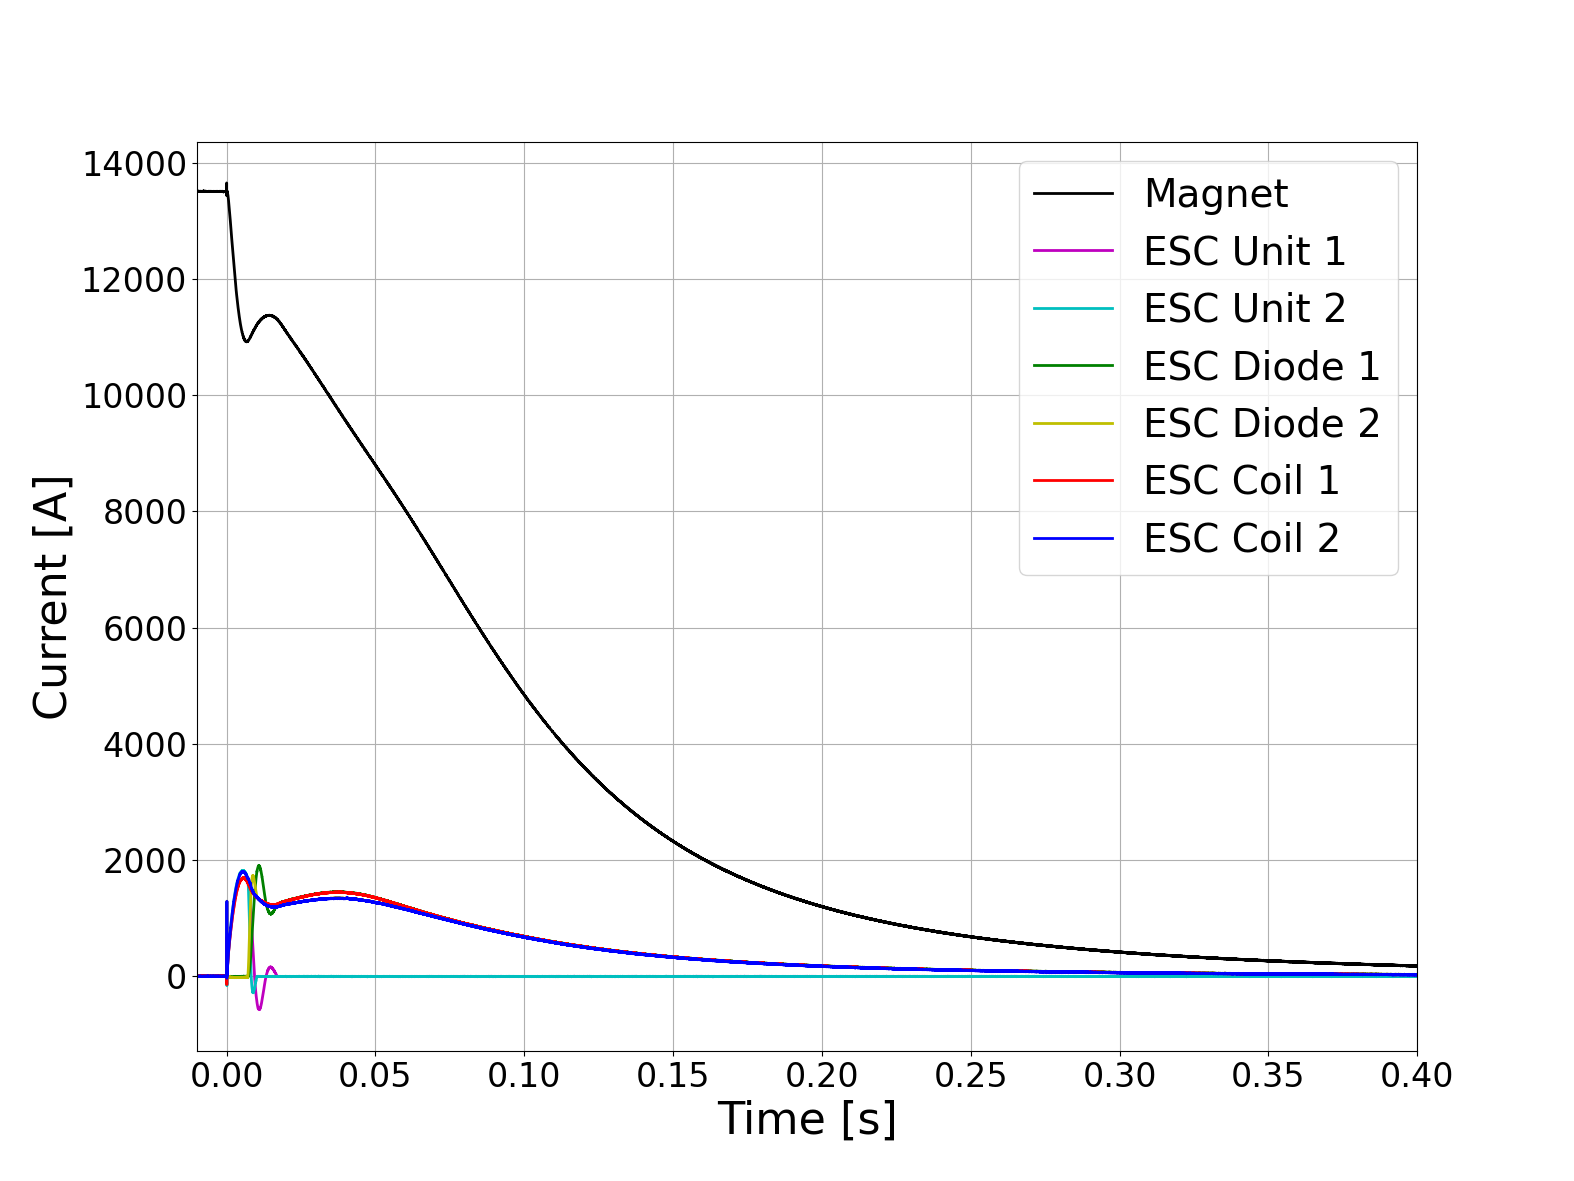 14000
12000
10000
8000
6000
4000
2000
0
Current [A]
0.00 0.05 0.10 0.15 0.20 0.25 0.30 0.35 0.40
Time [s]
Magnet
ESC Unit 1
ESC Unit 2
ESC Diode 1
ESC Diode 2
ESC Coil 1
ESC Coil 2